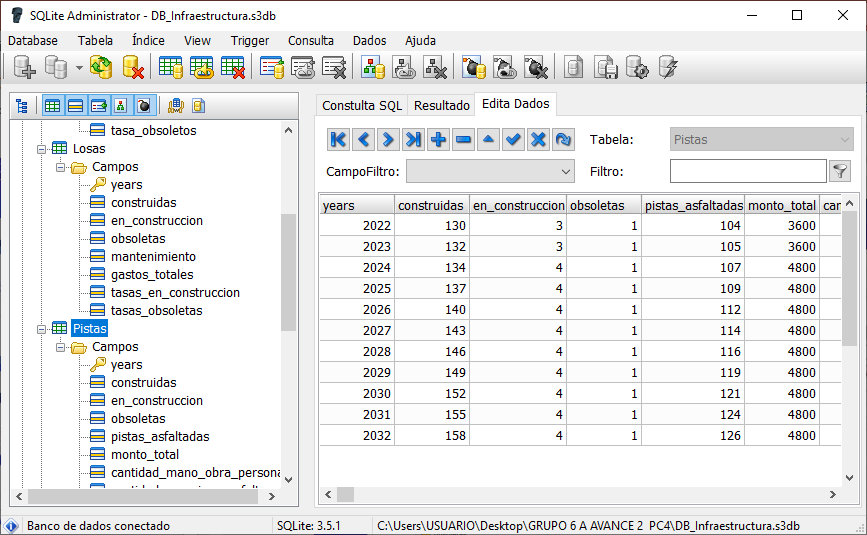 SQLite Administrator - DB_Infraestructura.s3db
Database Tabela Índice View Trigger Consulta Dados Ajuda
tasa_obsoletos
Losas
Campos
years
construidas
en_construccion
obsoletas
mantenimiento
gastos_totales
tasas_en_construccion
tasas_obsoletas
Pistas
Campos
years
construidas
en_construccion
obsoletas
pistas_asfaltadas
monto_total
cantidad_mano_obra_persona
Constulta SQL Resultado Edita Dados
Tabela: Pistas
CampoFiltro: Filtro:
years construidas en_construccion obsoletas pistas_asfaltadas monto_total can
2022 130 3 1 104 3600
2023 132 3 1 105 3600
2024 134 4 1 107 4800
2025 137 4 1 109 4800
2026 140 4 1 112 4800
2027 143 4 1 114 4800
2028 146 4 1 116 4800
2029 149 4 1 119 4800
2030 152 4 1 121 4800
2031 155 4 1 124 4800
2032 158 4 1 126 4800
Banco de dados conectado SQLite: 3.5.1 C:\Users\USUARIO\Desktop\GRUPO 6 A AVANCE 2 PC4\DB_Infraestructura.s3db